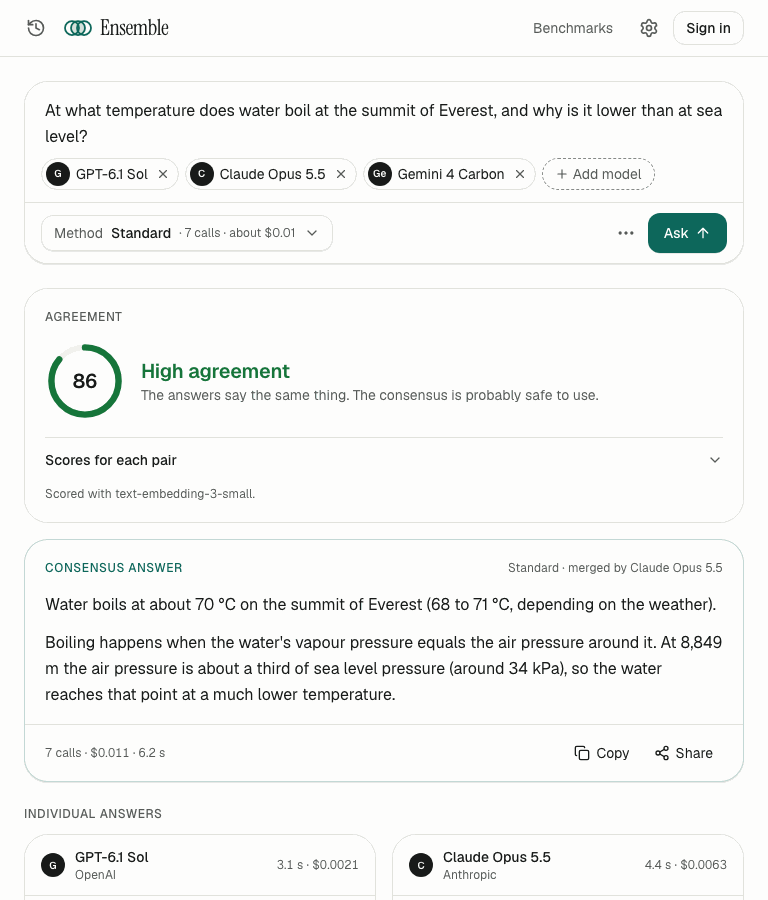 Ensemble
Benchmarks
Sign in
At what temperature does water boil at the summit of Everest, and why is it lower than at sea
level?
G GPT-6.1 Sol
C Claude Opus 5.5
Ge Gemini 4 Carbon
Add model
Method Standard · 7 calls · about $0.01
Ask
AGREEMENT
86
High agreement
The answers say the same thing. The consensus is probably safe to use.
Scores for each pair
Scored with text-embedding-3-small.
CONSENSUS ANSWER
Standard · merged by Claude Opus 5.5
Water boils at about 70 °C on the summit of Everest (68 to 71 °C, depending on the weather).
Boiling happens when the water's vapour pressure equals the air pressure around it. At 8,849
m the air pressure is about a third of sea level pressure (around 34 kPa), so the water
reaches that point at a much lower temperature.
7 calls · $0.011 · 6.2 s
Copy
Share
INDIVIDUAL ANSWERS
G GPT-6.1 Sol
OpenAI
3.1 s · $0.0021
C Claude Opus 5.5
Anthropic
4.4 s · $0.0063